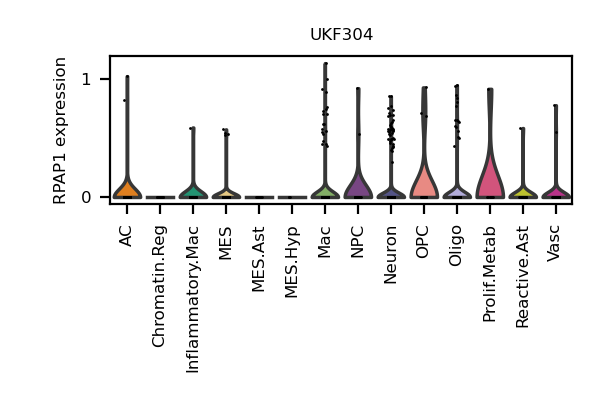 UKF304
RPAP1 expression
1
0
AC
Chromatin.Reg
Inflammatory.Mac
MES
MES.Ast
MES.Hyp
Mac
NPC
Neuron
OPC
Oligo
Prolif.Metab
Reactive.Ast
Vasc